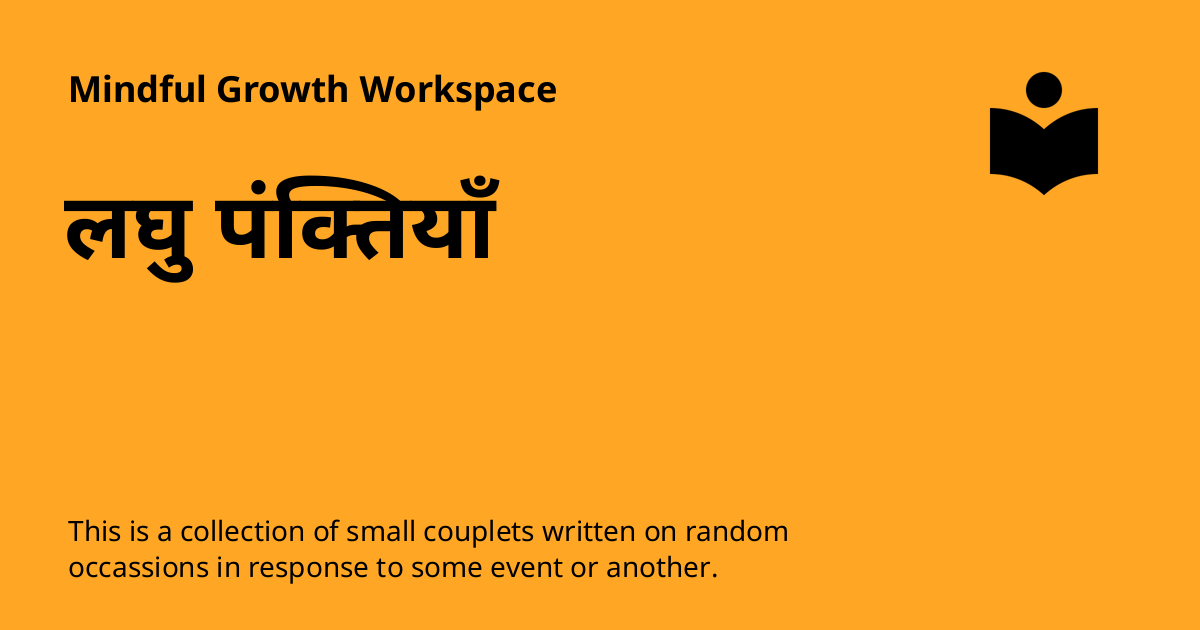 Mindful Growth Workspace
लघु पंक्तियाँ
This is a collection of small couplets written on random
occassions in response to some event or another.